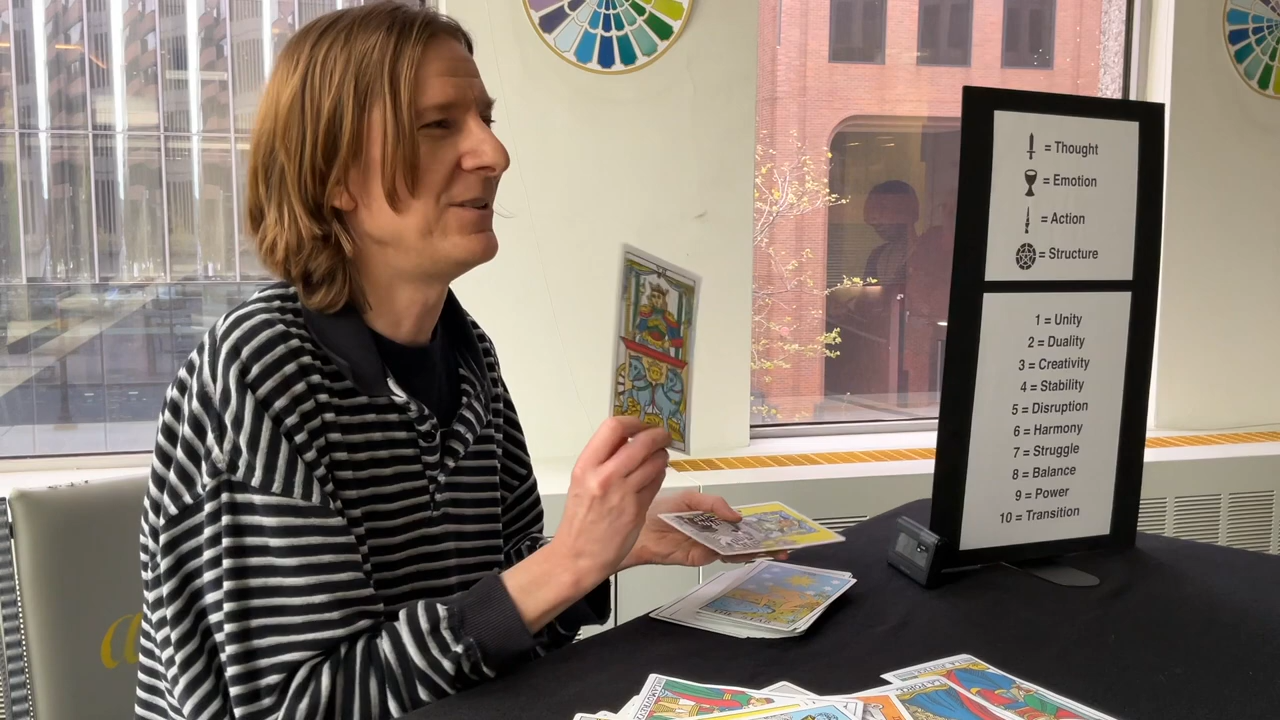 = Thought
= Emotion
= Action
= Structure
1 = Unity
2 = Duality
3 = Creativity
4 = Stability
5 = Disruption
6 = Harmony
7 = Struggle
8 = Balance
9 = Power
10 = Transition
a